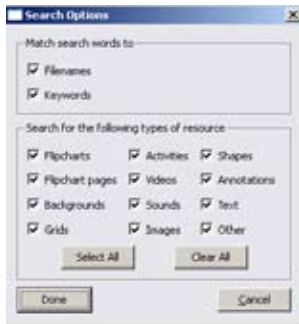 Search Options
Match search words to
Filenames
Keywords
Search for the following types of resource
Flipcharts Activities Shapes
Flipchart pages Videos Annotations
Backgrounds Sounds Text
Grids Images Other
Select All Clear All
Done Cancel